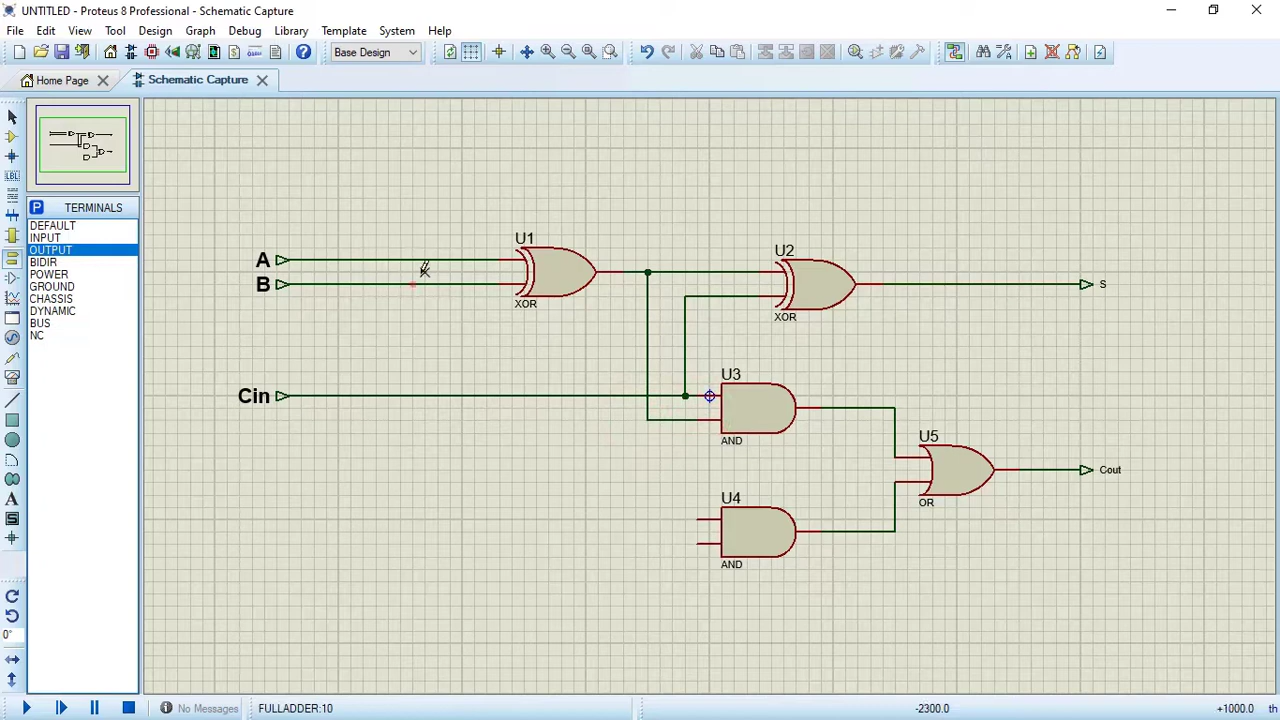 UNTITLED - Proteus 8 Professional - Schematic Capture
File Edit View Tool Design Graph Debug Library Template System Help
Base Design
Home Page
Schematic Capture
LBL
P TERMINALS
DEFAULT
INPUT
OUTPUT
BIDIR
POWER
GROUND
CHASSIS
DYNAMIC
BUS
NC
A
B
Cin
U1
XOR
U2
XOR
S
U3
AND
U4
AND
U5
OR
Cout
A
S
0°
No Messages
FULLADDER:10
-2300.0
+1000.0
th